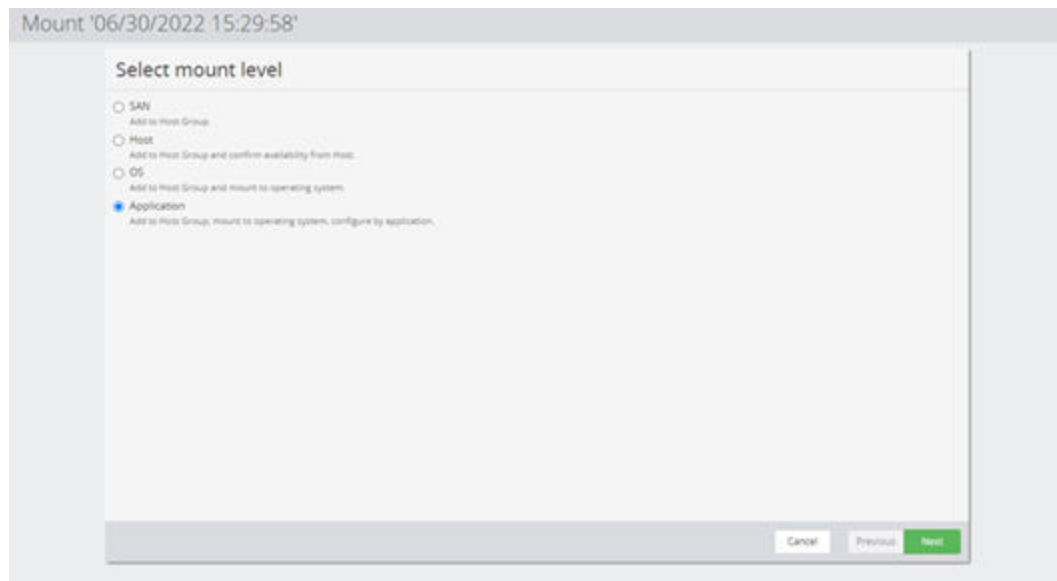 Mount '06/30/2022 15:29:58'
Select mount level
SAN
Add to Host Group.
Host
Add to Host Group and confirm availability from Host.
OS
Add to Host Group and mount to operating system.
Application
Add to Host Group, mount to operating system, configure by application.
Cancel Previous Next